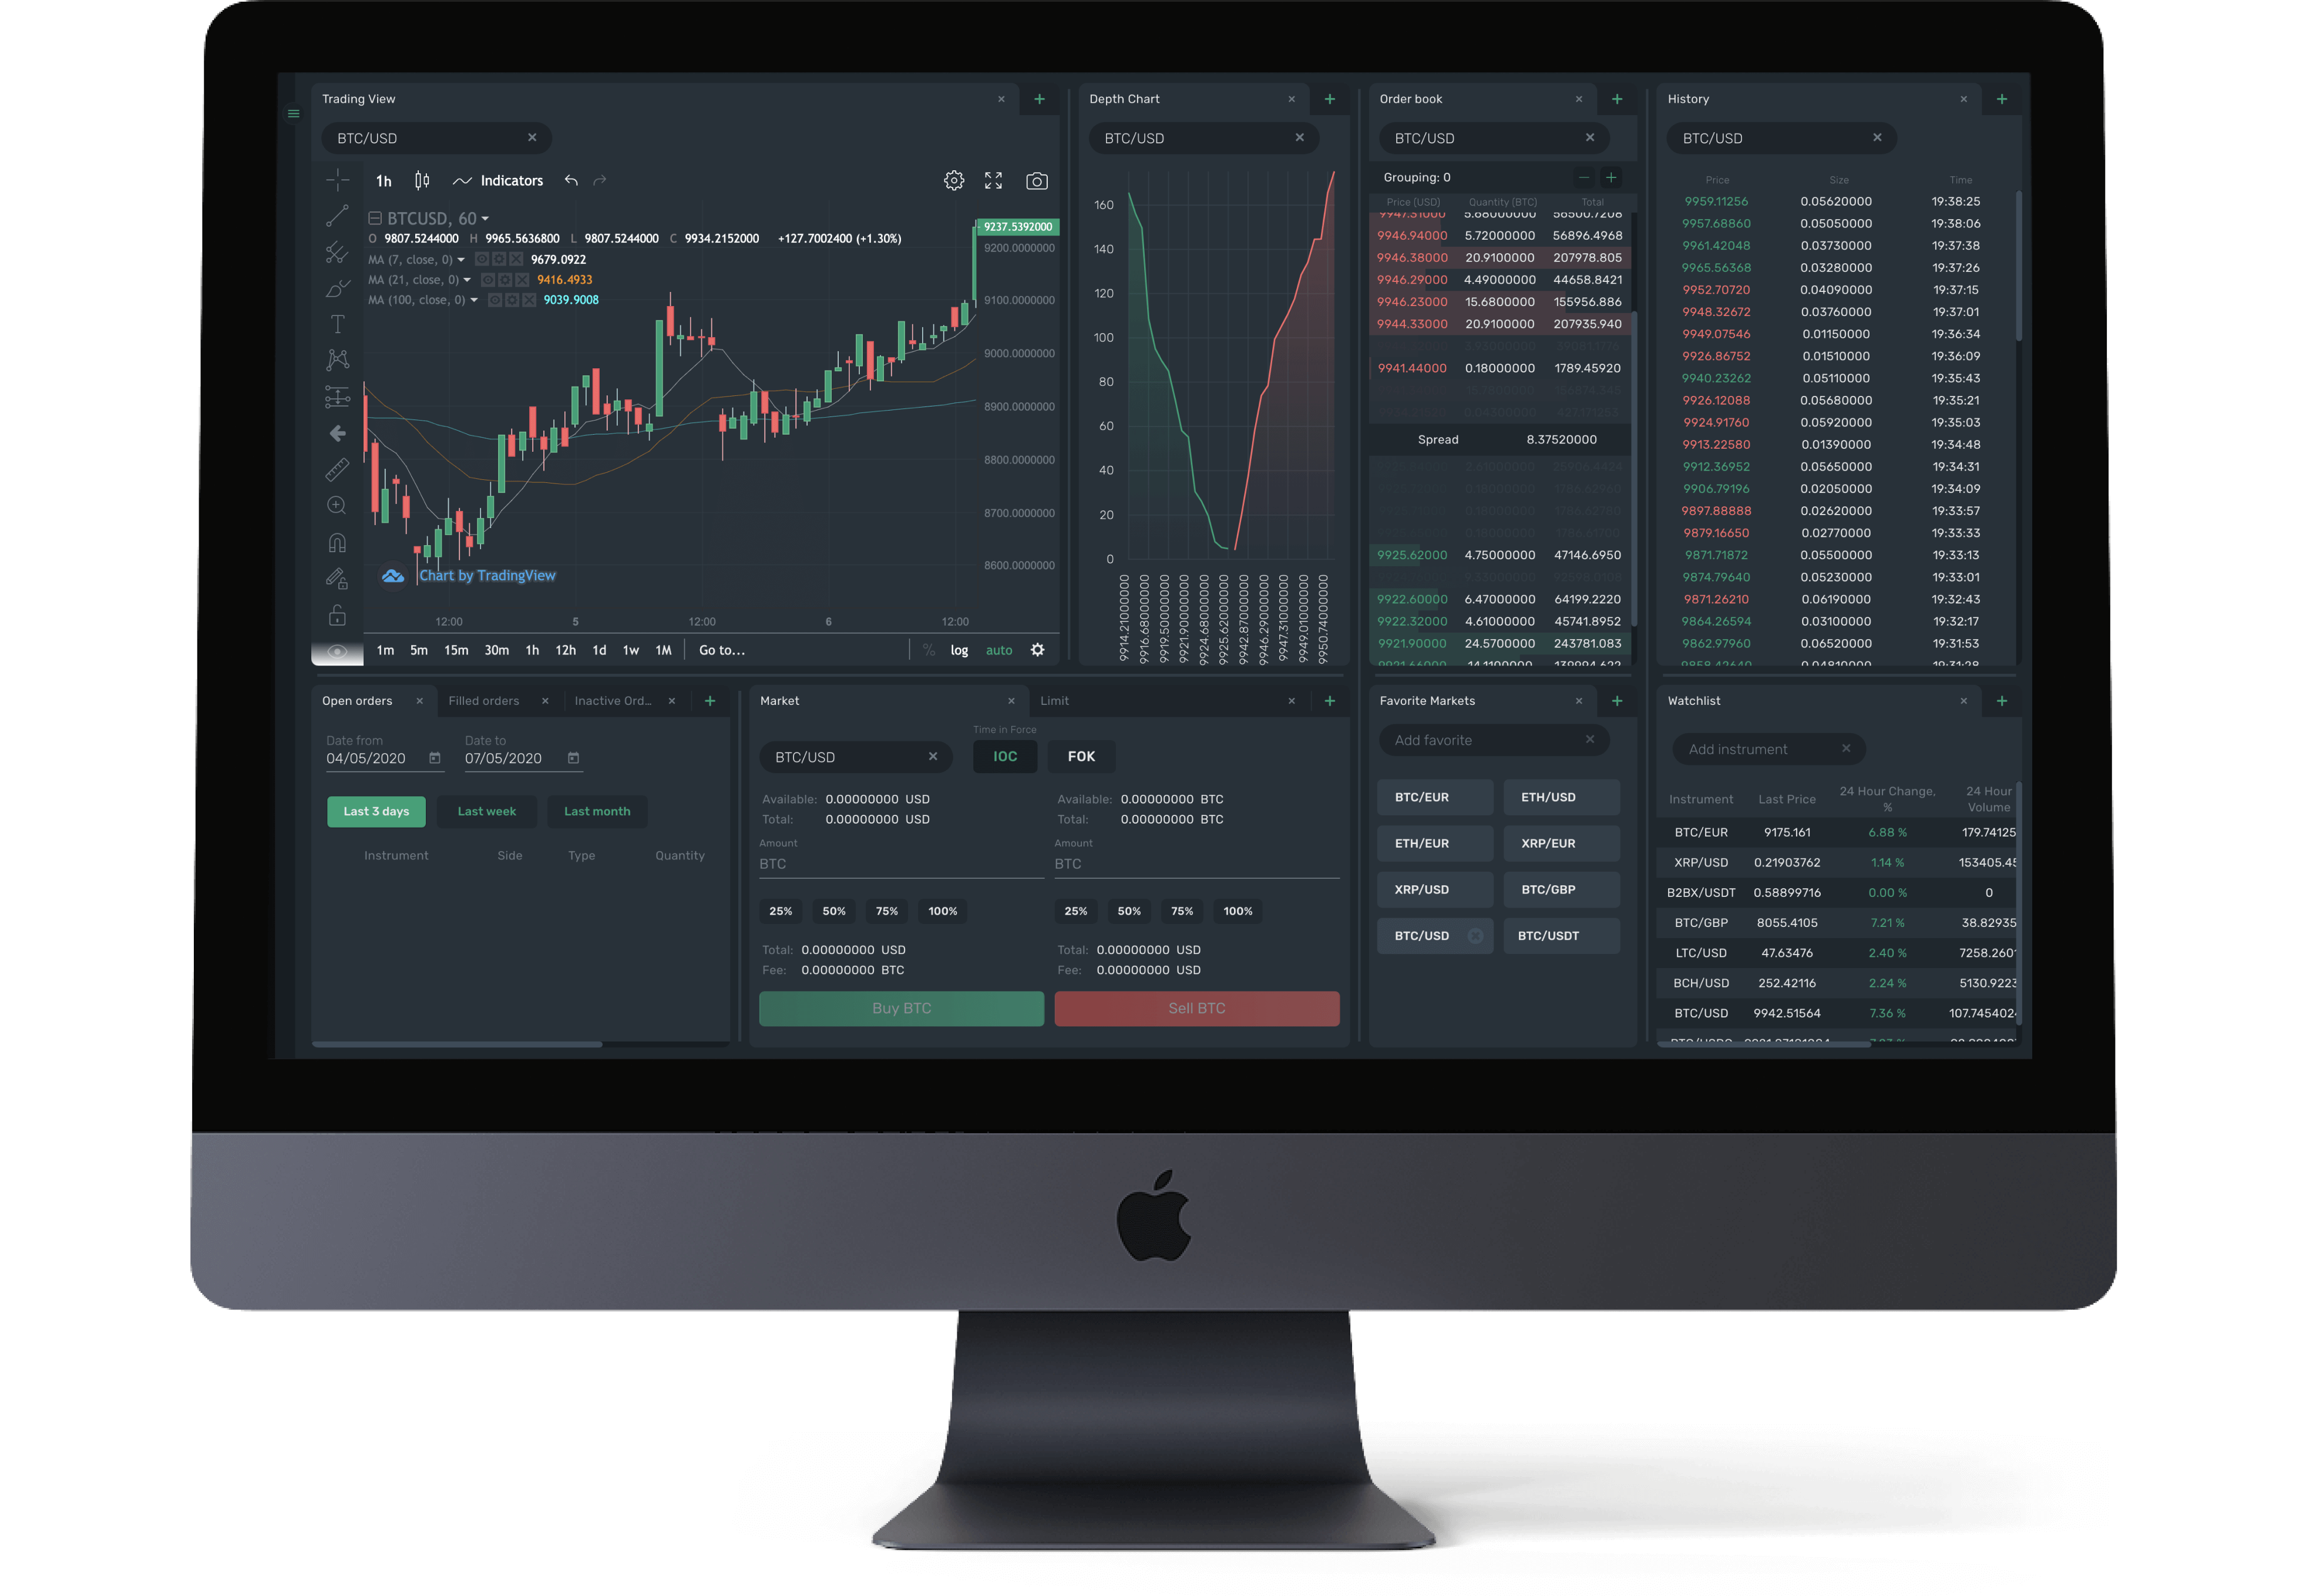 Trading View
BTC/USD
1h Indicators
BTCUSD, 60
O 9807.5244000 H 9965.5636800 L 9807.5244000 C 9934.2152000 +127.7002400 (+1.30%)
MA (7, close, 0) 9679.0922
MA (21, close, 0) 9416.4933
MA (100, close, 0) 9039.9008
9237.5392000
9200.0000000
9100.0000000
9000.0000000
8900.0000000
8800.0000000
8700.0000000
8600.0000000
Chart by TradingView
12:00 5 12:00 6 12:00
1m 5m 15m 30m 1h 12h 1d 1w 1M Go to... % log auto
Depth Chart
BTC/USD
160
140
120
100
80
60
40
20
0
9914.21000000
9916.68000000
9919.50000000
9921.90000000
9924.68000000
9925.62000000
9942.87000000
9946.29000000
9947.31000000
9949.01000000
9950.74000000
Order book
BTC/USD
Grouping: 0
Price (USD) Quantity (BTC) Total
9947.31000 5.68000000 56500.7208
9946.94000 5.72000000 56896.4968
9946.38000 20.9100000 207978.805
9946.29000 4.49000000 44658.8421
9946.23000 15.6800000 155956.886
9944.33000 20.9100000 207935.940
9941.44000 0.18000000 1789.45920
Spread 8.37520000
9925.62000 4.75000000 47146.6950
9922.60000 6.47000000 64199.2220
9922.32000 4.61000000 45741.8952
9921.90000 24.5700000 243781.083
9921.66000 14.1100000 139994.622
History
BTC/USD
Price Size Time
9959.11256 0.05620000 19:38:25
9957.68860 0.05050000 19:38:06
9961.42048 0.03730000 19:37:38
9965.56368 0.03280000 19:37:26
9952.70720 0.04090000 19:37:15
9948.32672 0.03760000 19:37:01
9949.07546 0.01150000 19:36:34
9926.86752 0.01510000 19:36:09
9940.23262 0.05110000 19:35:43
9926.12088 0.05680000 19:35:21
9924.91760 0.05920000 19:35:03
9913.22580 0.01390000 19:34:48
9912.36952 0.05650000 19:34:31
9906.79196 0.02050000 19:34:09
9897.88888 0.02620000 19:33:57
9879.16650 0.02770000 19:33:33
9871.71872 0.05500000 19:33:13
9874.79640 0.05230000 19:33:01
9871.26210 0.06190000 19:32:43
9864.26594 0.03100000 19:32:17
9862.97960 0.06520000 19:31:53
9858.42640 0.04810000 19:31:28
Open orders Filled orders Inactive Ord...
Date from Date to
04/05/2020 07/05/2020
Last 3 days Last week Last month
Instrument Side Type Quantity
Market Limit
Time in Force
BTC/USD IOC FOK
Available: 0.00000000 USD Available: 0.00000000 BTC
Total: 0.00000000 USD Total: 0.00000000 BTC
Amount Amount
BTC BTC
25% 50% 75% 100% 25% 50% 75% 100%
Total: 0.00000000 USD Total: 0.00000000 USD
Fee: 0.00000000 BTC Fee: 0.00000000 USD
Buy BTC Sell BTC
Favorite Markets
Add favorite
BTC/EUR ETH/USD
ETH/EUR XRP/EUR
XRP/USD BTC/GBP
BTC/USD BTC/USDT
Watchlist
Add instrument
Instrument Last Price 24 Hour Change, % 24 Hour Volume
BTC/EUR 9175.161 6.88 % 179.74125
XRP/USD 0.21903762 1.14 % 153405.45
B2BX/USDT 0.58899716 0.00 % 0
BTC/GBP 8055.4105 7.21 % 38.82935
LTC/USD 47.63476 2.40 % 7258.260
BCH/USD 252.42116 2.24 % 5130.9223
BTC/USD 9942.51564 7.36 % 107.745402